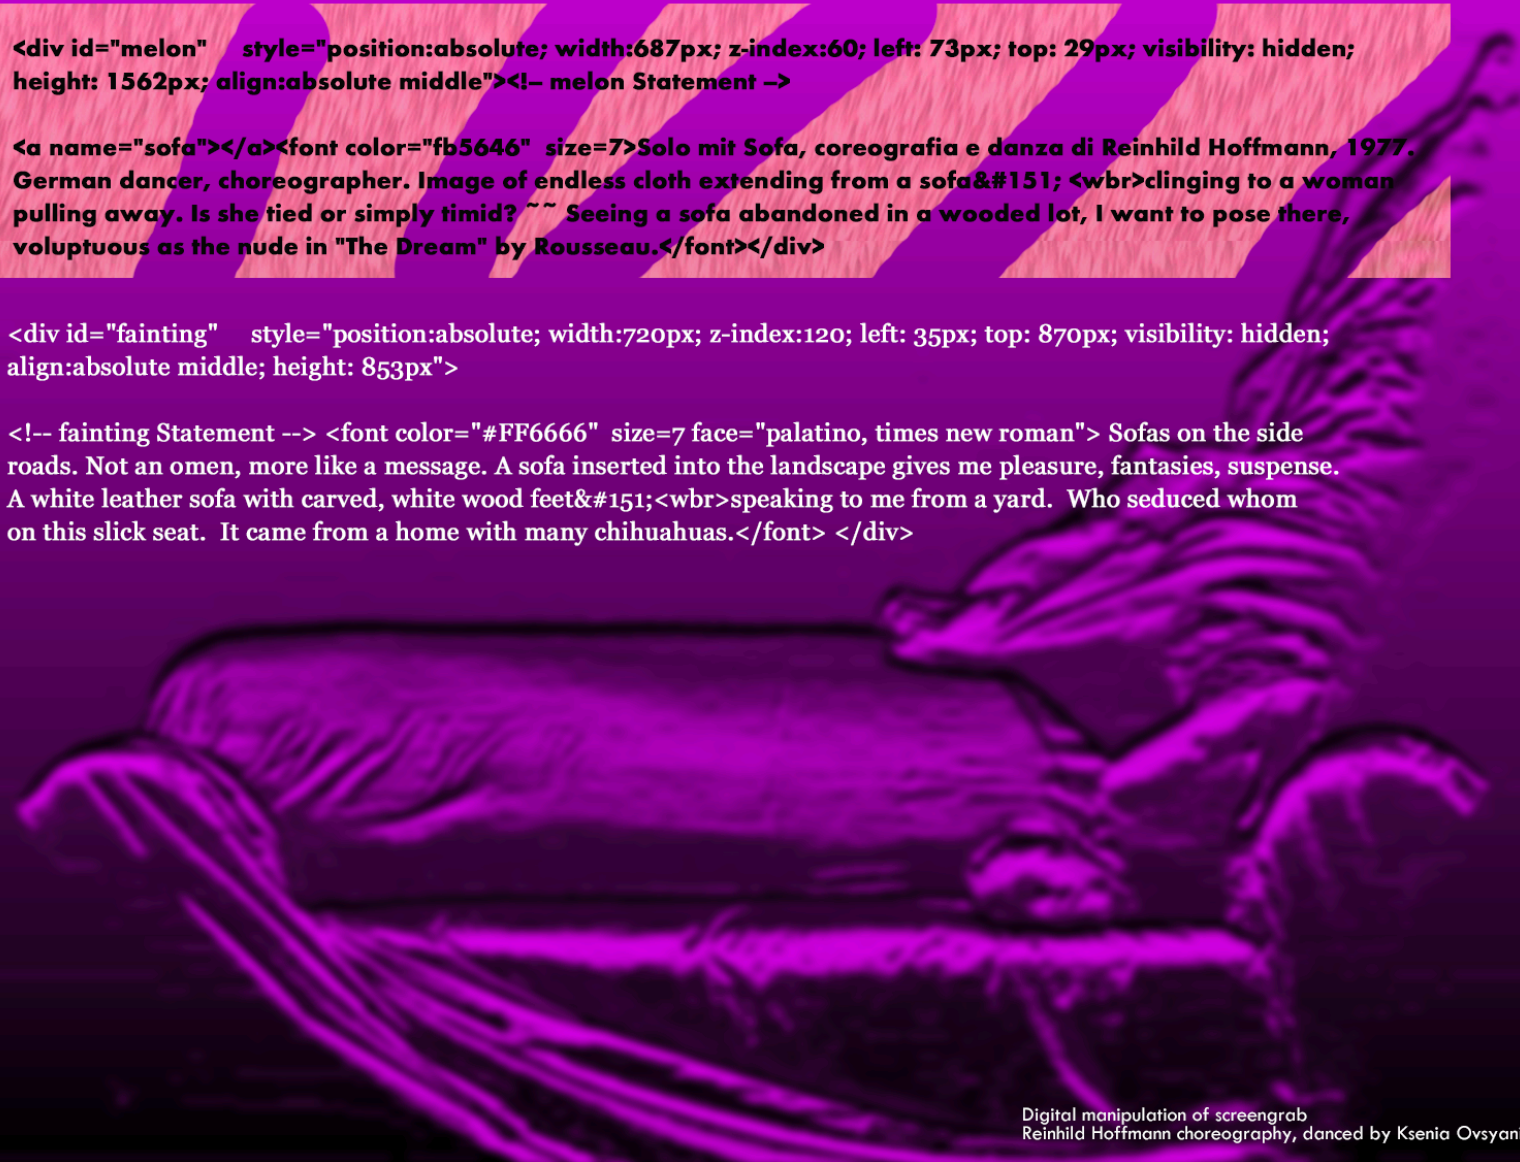 <div id="melon"     style="position:absolute; width:687px; z-index:60; left: 73px; top: 29px; visibility: hidden;
height: 1562px; align:absolute middle"><!– melon Statement –>
<a name="sofa"></a><font color="fb5646"  size=7>Solo mit Sofa, coreografia e danza di Reinhild Hoffmann, 1977.
German dancer, choreographer. Image of endless cloth extending from a sofa&#151; <wbr>clinging to a woman
pulling away. Is she tied or simply timid? ~~ Seeing a sofa abandoned in a wooded lot, I want to pose there,
voluptuous as the nude in "The Dream" by Rousseau.</font></div>
<div id="fainting"     style="position:absolute; width:720px; z-index:120; left: 35px; top: 870px; visibility: hidden;
align:absolute middle; height: 853px">
<!-- fainting Statement --> <font color="#FF6666"  size=7 face="palatino, times new roman"> Sofas on the side
roads. Not an omen, more like a message. A sofa inserted into the landscape gives me pleasure, fantasies, suspense.
A white leather sofa with carved, white wood feet&#151;<wbr>speaking to me from a yard.  Who seduced whom
on this slick seat.  It came from a home with many chihuahuas.</font> </div>
Digital manipulation of screengrab
Reinhild Hoffmann choreography, danced by Ksenia